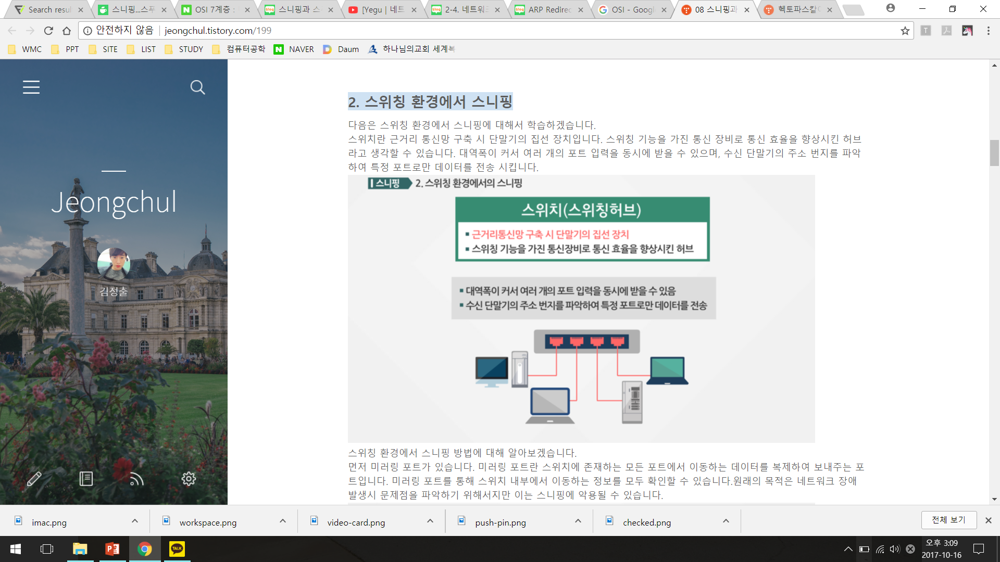 Search resul
스니핑...스푸
OSI 7계층 :
스니핑과 스
[Yegu | 네트
2-4. 네트워크
ARP Redirec
OSI - Googl
08 스니핑과
헥토파스칼
안전하지 않음 jeongchul.tistory.com/199
WMC PPT SITE LIST STUDY 컴퓨터공학 NAVER Daum 하나님의교회 세계복
Jeongchul
김정출
2. 스위칭 환경에서 스니핑
다음은 스위칭 환경에서 스니핑에 대해서 학습하겠습니다.
스위치란 근거리 통신망 구축 시 단말기의 집선 장치입니다. 스위칭 기능을 가진 통신 장비로 통신 효율을 향상시킨 허브
라고 생각할 수 있습니다. 대역폭이 커서 여러 개의 포트 입력을 동시에 받을 수 있으며, 수신 단말기의 주소 번지를 파악
하여 특정 포트로만 데이터를 전송 시킵니다.
스니핑 2. 스위칭 환경에서의 스니핑
스위치(스위칭허브)
▪ 근거리통신망 구축 시 단말기의 집선 장치
▪ 스위칭 기능을 가진 통신장비로 통신 효율을 향상시킨 허브
▪ 대역폭이 커서 여러 개의 포트 입력을 동시에 받을 수 있음
▪ 수신 단말기의 주소 번지를 파악하여 특정 포트로만 데이터를 전송
스위칭 환경에서 스니핑 방법에 대해 알아보겠습니다.
먼저 미러링 포트가 있습니다. 미러링 포트란 스위치에 존재하는 모든 포트에서 이동하는 데이터를 복제하여 보내주는 포
트입니다. 미러링 포트를 통해 스위치 내부에서 이동하는 정보를 모두 확인할 수 있습니다.원래의 목적은 네트워크 장애
발생시 문제점을 파악하기 위해서지만 이는 스니핑에 악용될 수 있습니다.
imac.png
workspace.png
video-card.png
push-pin.png
checked.png
전체 보기
TALK
오후 3:09
2017-10-16